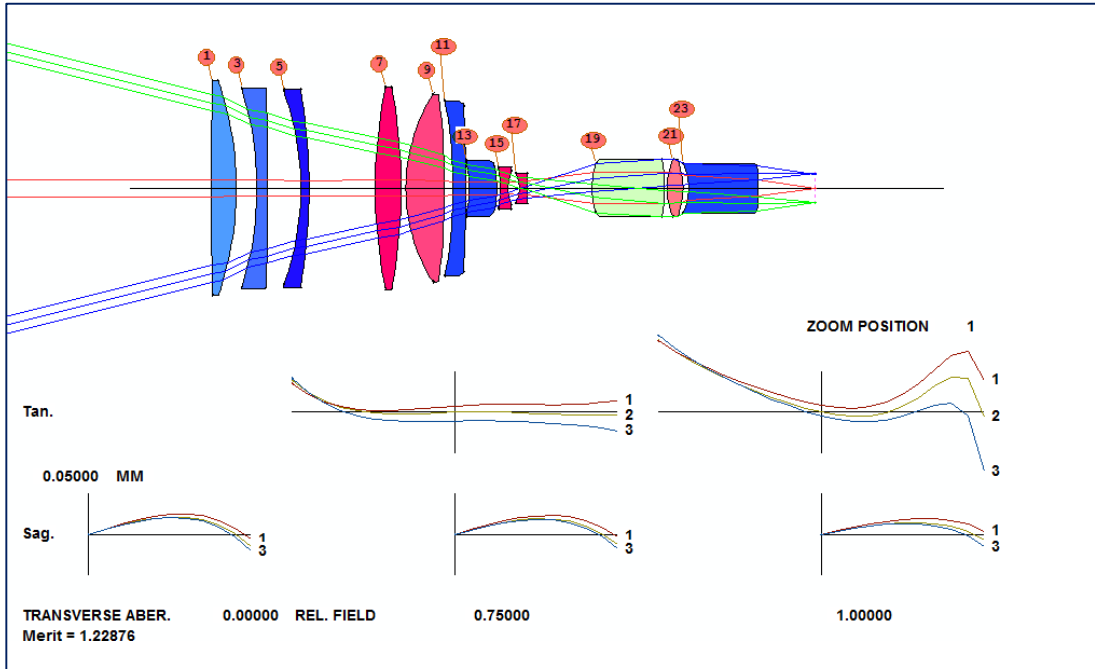 11
1 3 5 7 9
23
13 15 17 19 21
ZOOM POSITION 1
1
1
Tan. 2 2
3
3
0.05000 MM
Sag. 1 1 1
3 3 3
TRANSVERSE ABER. 0.00000 REL. FIELD 0.75000 1.00000
Merit = 1.22876